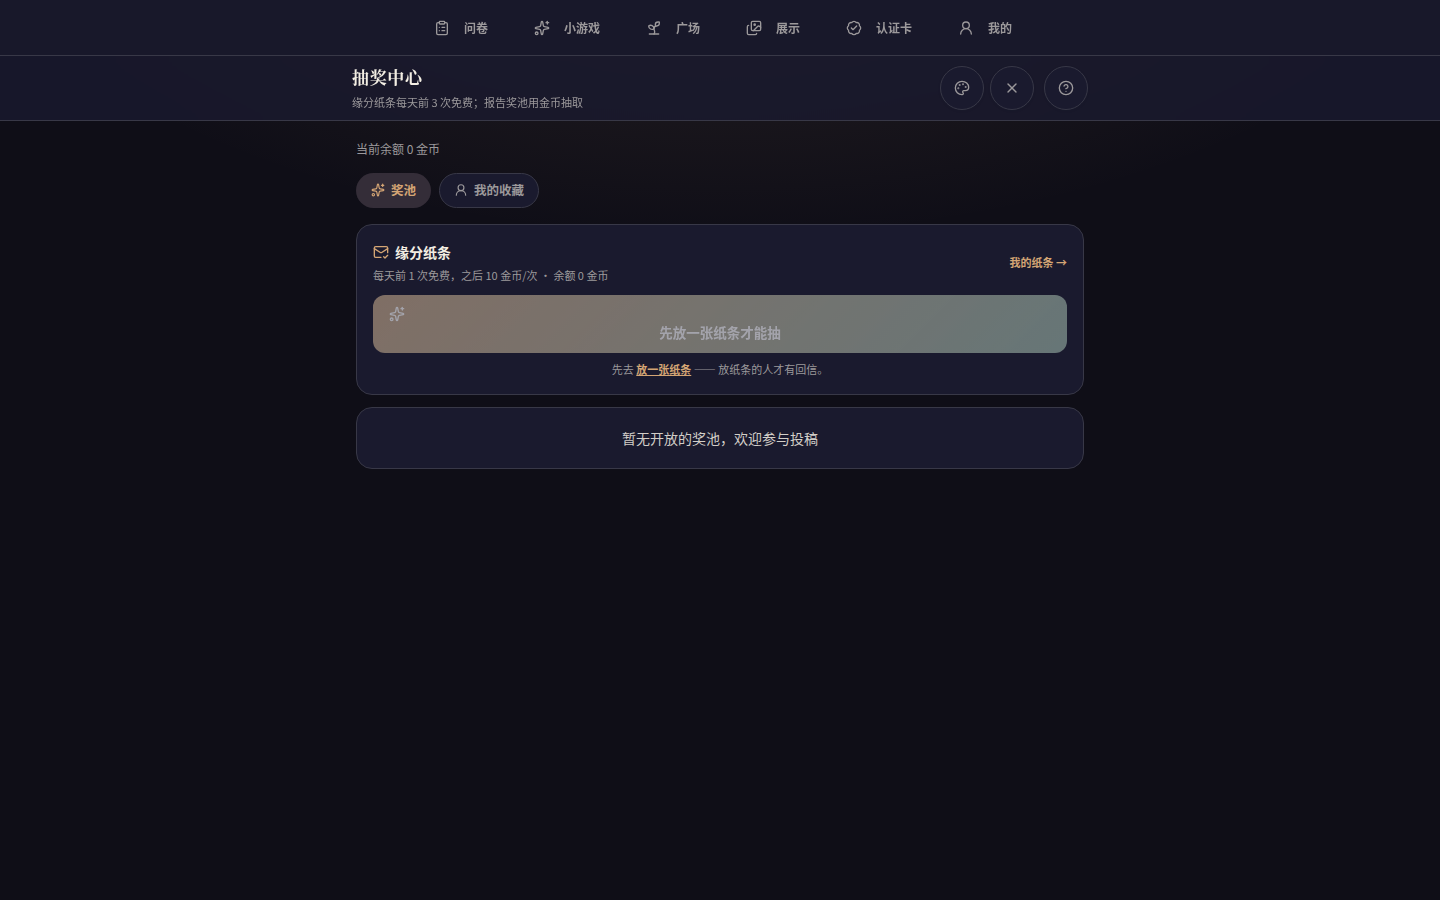 问卷 小游戏 广场 展示 认证卡 我的
抽奖中心
缘分纸条每天前 3 次免费；报告奖池用金币抽取
当前余额 0 金币
奖池 我的收藏
缘分纸条
每天前 1 次免费，之后 10 金币/次 · 余额 0 金币
我的纸条 →
先放一张纸条才能抽
先去 放一张纸条 —— 放纸条的人才有回信。
暂无开放的奖池，欢迎参与投稿